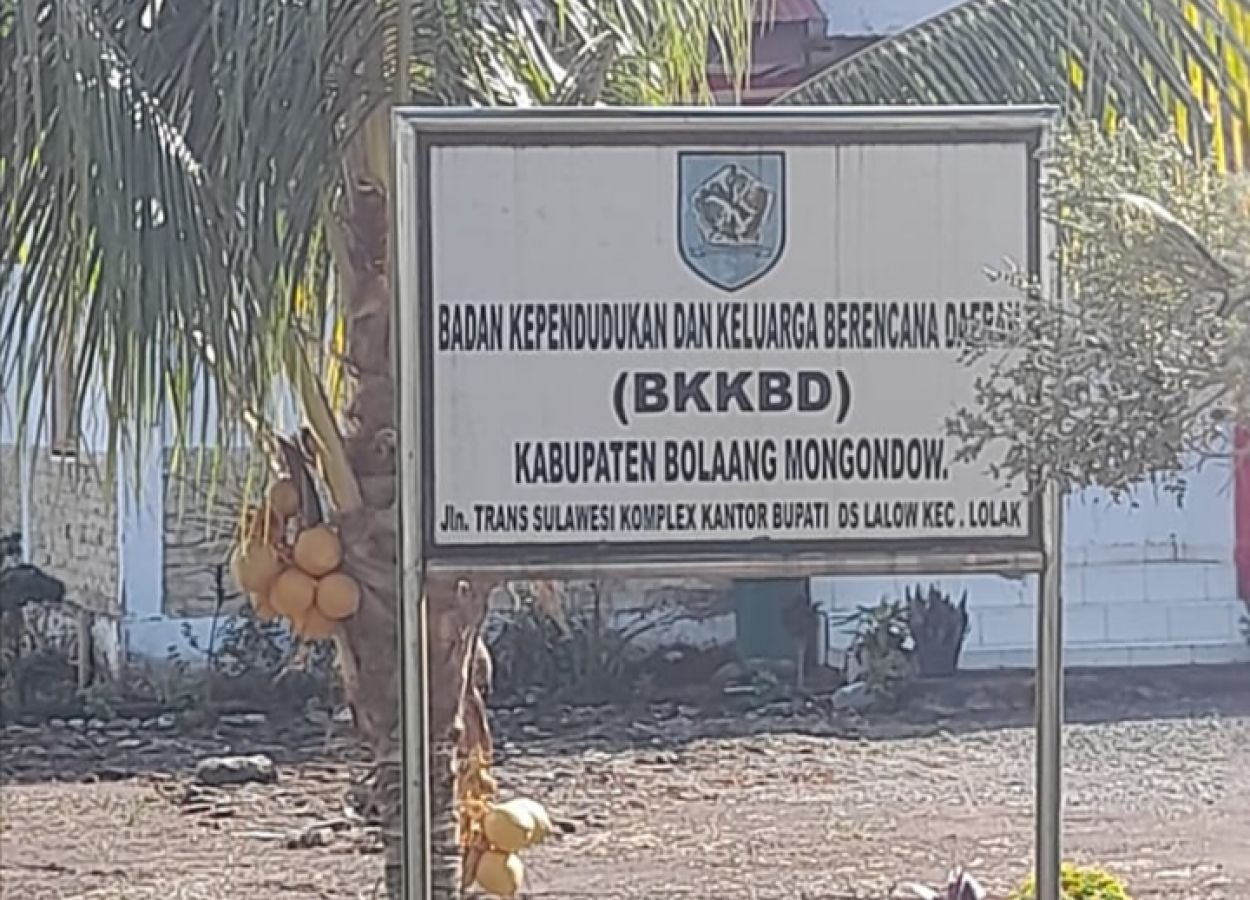 BADAN KEPENDUDUKAN DAN KELUARGA BERENCANA DAERAH
(BKKBD)
KABUPATEN BOLAANG MONGONDOW.
Jln. TRANS SULAWESI KOMPLEX KANTOR BUPATI DS LALOW KEC . LOLAK